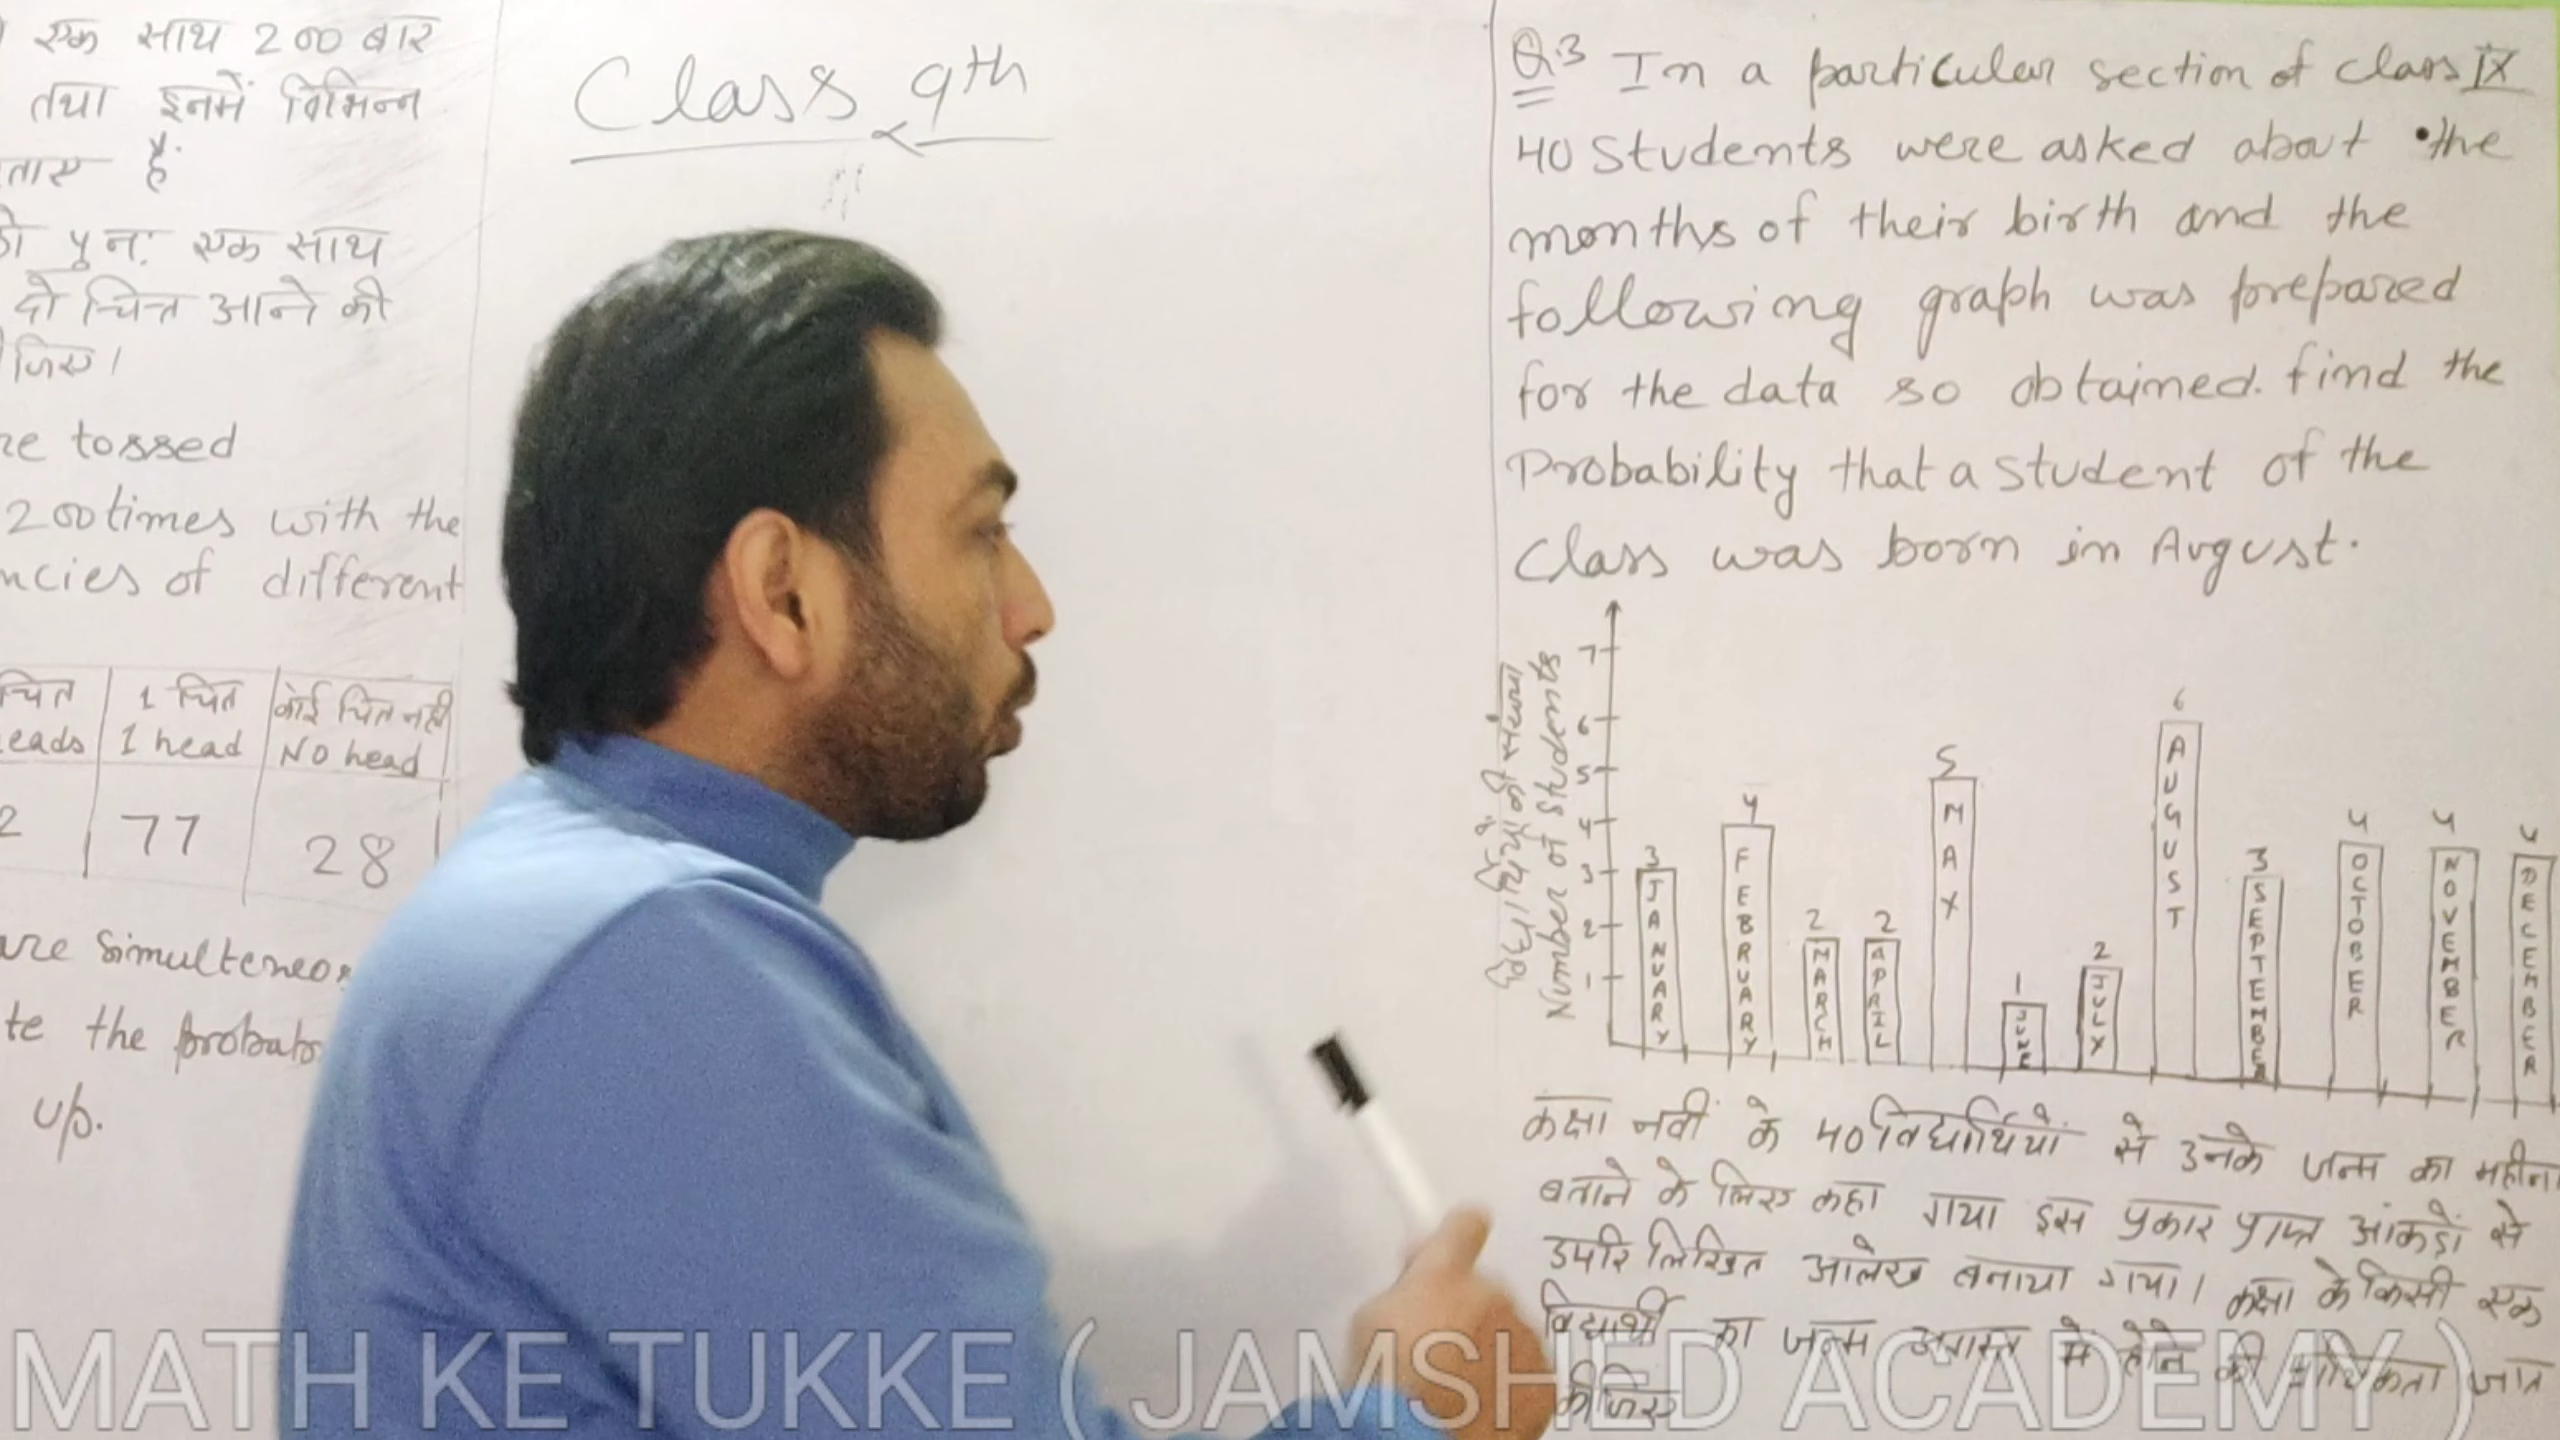 एक साथ 200 बार
तथा इनमें विभिन्न
हैं
पुन: एक साथ
दो चित्त आने की
re tossed
200 times with the
ncies of different
चित्त | 1 चित | कोई चित नही
eads | 1 head | No head
2 | 77 | 28
are simulteneo
te the probab
up.
Class 9th
Q.3 In a particular section of class IX
40 Students were asked about the
months of their birth and the
following graph was prepared
for the data so obtained. find the
Probability that a student of the
class was born in August.
विद्यार्थियों की संख्या
Number of Students
7
6
5
4
3
2
1
3 JANUARY
4 FEBRUARY
2 MARCH
2 APRIL
5 MAY
1 JUNE
2 JULY
6 AUGUST
3 SEPTEMBER
4 OCTOBER
4 NOVEMBER
4 DECEMBER
कक्षा नवीं के 40 विद्यार्थियों से उनके जन्म का महीना
बताने के लिए कहा गया इस प्रकार प्राप्त आंकड़ों से
उपरि लिखित आलेख बनाया गया। कक्षा के किसी एक
विद्यार्थी का जन्म अगस्त में होने की प्रायिकता ज्ञात
कीजिए
MATH KE TUKKE ( JAMSHED ACADEMY )